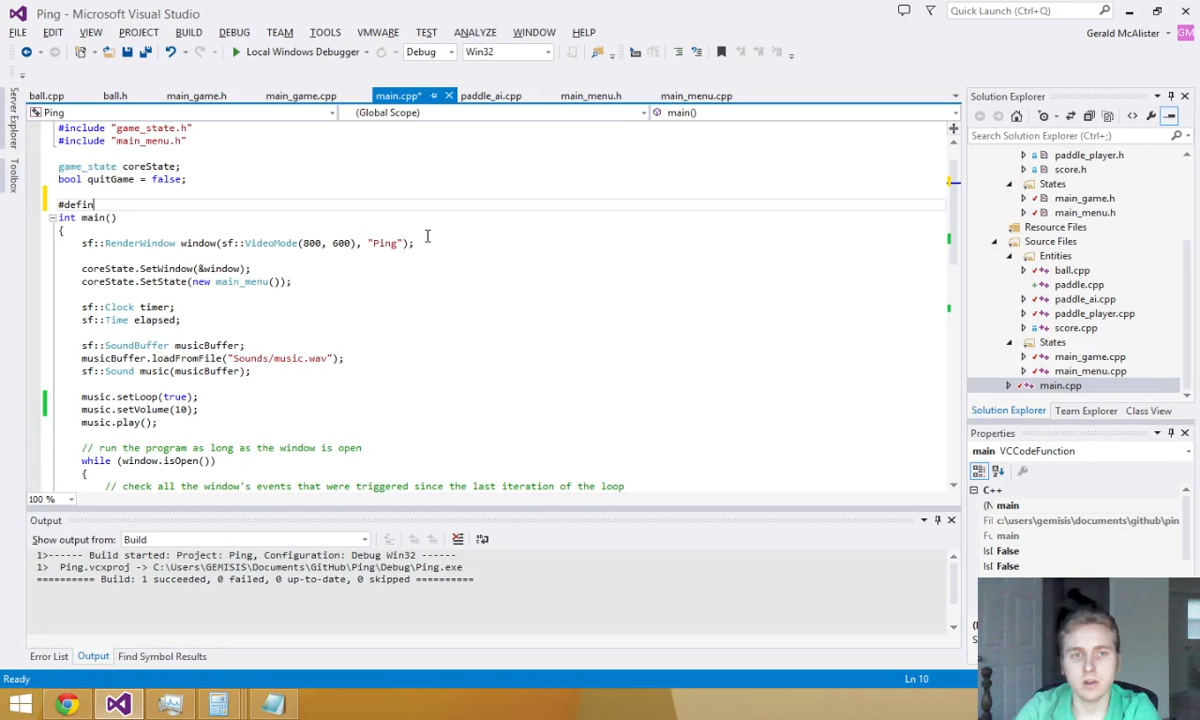 Ping - Microsoft Visual Studio
Quick Launch (Ctrl+;)
FILE EDIT VIEW PROJECT BUILD DEBUG TEAM TOOLS VMWARE TEST ANALYZE WINDOW HELP
Gerald McAlister GM
Local Windows Debugger Debug Win32
ball.cpp ball.h main_game.h main_game.cpp main.cpp* paddle_ai.cpp main_menu.h main_menu.cpp
Ping (Global Scope) main()
Server Explorer
Toolbox
#include "game_state.h"
#include "main_menu.h"
game_state coreState;
bool quitGame = false;
#defin
int main()
{
sf::RenderWindow window(sf::VideoMode(800, 600), "Ping");
coreState.SetWindow(&window);
coreState.SetState(new main_menu());
sf::Clock timer;
sf::Time elapsed;
sf::SoundBuffer musicBuffer;
musicBuffer.loadFromFile("Sounds/music.wav");
sf::Sound music(musicBuffer);
music.setLoop(true);
music.setVolume(10);
music.play();
// run the program as long as the window is open
while (window.isOpen())
{
// check all the window's events that were triggered since the last iteration of the loop
100 %
Solution Explorer
Search Solution Explorer (Ctrl+;)
paddle_player.h
score.h
States
main_game.h
main_menu.h
Resource Files
Source Files
Entities
ball.cpp
paddle.cpp
paddle_ai.cpp
paddle_player.cpp
score.cpp
States
main_game.cpp
main_menu.cpp
main.cpp
Solution Explorer Team Explorer Class View
Properties
main VCCodeFunction
C++
(N main
Fil c:\users\gemisis\documents\github\pin
Fu main
Isl False
Isl False
Output
Show output from: Build
1>------ Build started: Project: Ping, Configuration: Debug Win32 ------
1> Ping.vcxproj -> C:\Users\GEMISIS\Documents\GitHub\Ping\Debug\Ping.exe
========== Build: 1 succeeded, 0 failed, 0 up-to-date, 0 skipped ==========
Error List Output Find Symbol Results
Ready
Ln 10